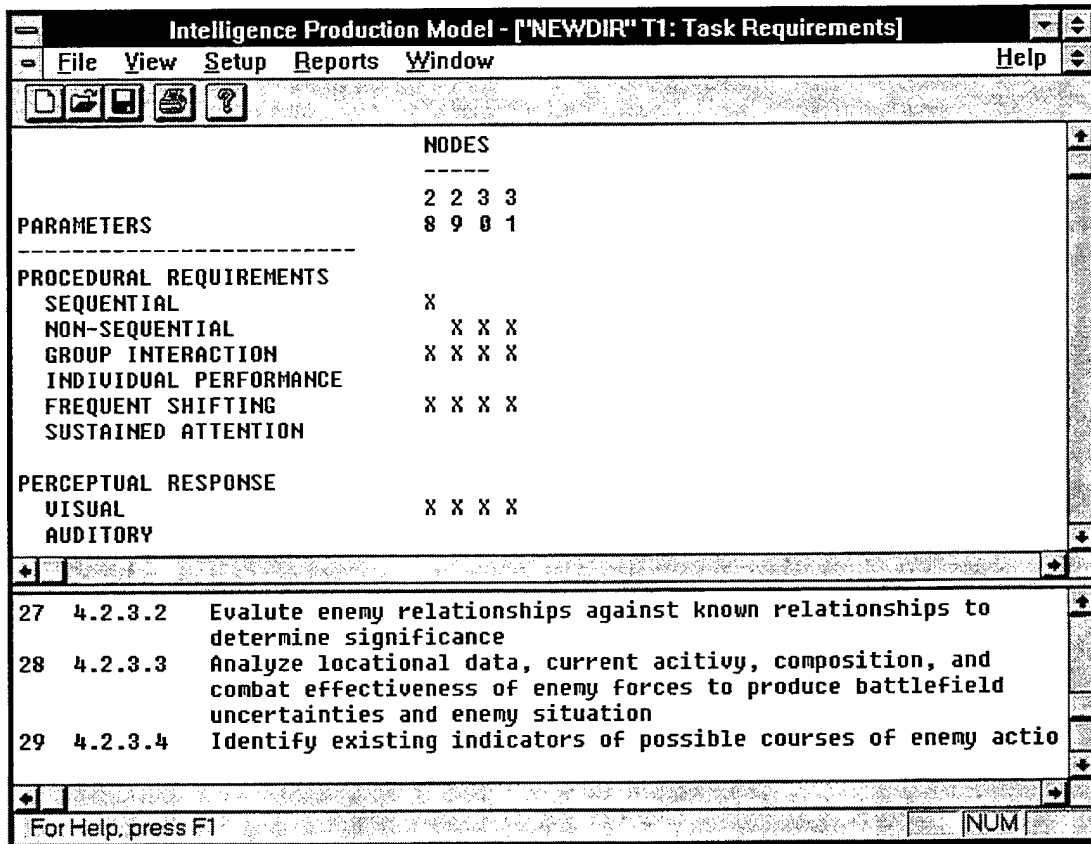 Intelligence Production Model - ["NEWDIR" T1: Task Requirements]
File View Setup Reports Window Help
NODES
-----
2 2 3 3
PARAMETERS 8 9 0 1
-------------------------
PROCEDURAL REQUIREMENTS
SEQUENTIAL X
NON-SEQUENTIAL X X X
GROUP INTERACTION X X X X
INDIVIDUAL PERFORMANCE
FREQUENT SHIFTING X X X X
SUSTAINED ATTENTION
PERCEPTUAL RESPONSE
VISUAL X X X X
AUDITORY
27 4.2.3.2 Evalute enemy relationships against known relationships to
determine significance
28 4.2.3.3 Analyze locational data, current acitivy, composition, and
combat effectiveness of enemy forces to produce battlefield
uncertainties and enemy situation
29 4.2.3.4 Identify existing indicators of possible courses of enemy actio
For Help, press F1 NUM